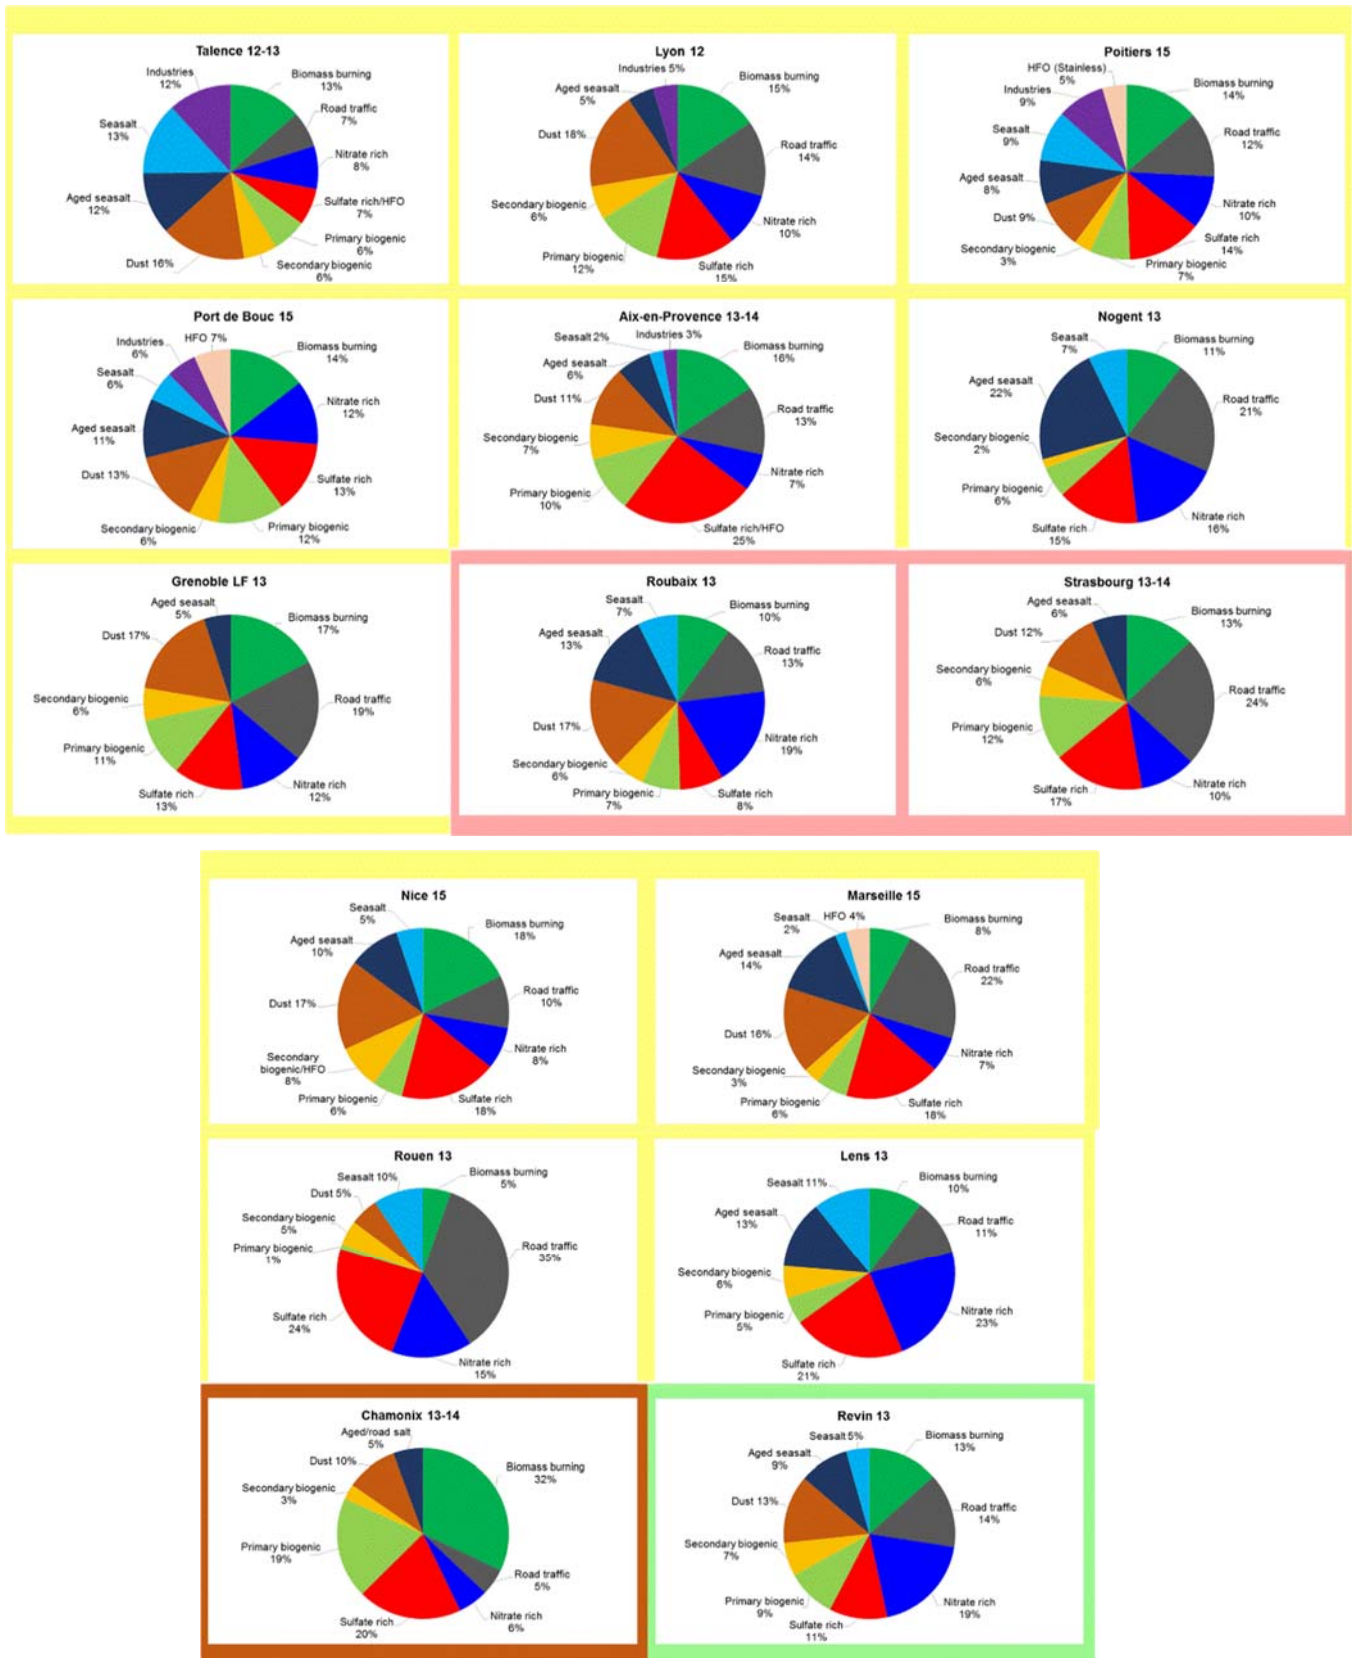 Talence 12-13
Industries
12%
Biomass burning
13%
Road traffic
7%
Seasalt
13%
Nitrate rich
8%
Aged seasalt
12%
Sulfate rich/HFO
7%
Primary biogenic
6%
Dust 16%
Secondary biogenic
6%
Lyon 12
Industries 5%
Biomass burning
15%
Aged seasalt
5%
Dust 18%
Road traffic
14%
Secondary biogenic
6%
Nitrate rich
10%
Primary biogenic
12%
Sulfate rich
15%
Poitiers 15
HFO (Stainless)
5%
Biomass burning
14%
Industries
9%
Seasalt
9%
Road traffic
12%
Aged seasalt
8%
Nitrate rich
10%
Dust 9%
Sulfate rich
14%
Secondary biogenic
3%
Primary biogenic
7%
Port de Bouc 15
HFO 7%
Industries
6%
Biomass burning
14%
Seasalt
6%
Nitrate rich
12%
Aged seasalt
11%
Dust 13%
Sulfate rich
13%
Secondary biogenic
6%
Primary biogenic
12%
Aix-en-Provence 13-14
Seasalt 2%
Industries 3%
Biomass burning
16%
Aged seasalt
6%
Dust 11%
Road traffic
13%
Secondary biogenic
7%
Nitrate rich
7%
Primary biogenic
10%
Sulfate rich/HFO
25%
Nogent 13
Seasalt
7%
Biomass burning
11%
Aged seasalt
22%
Road traffic
21%
Secondary biogenic
2%
Primary biogenic
6%
Nitrate rich
16%
Sulfate rich
15%
Grenoble LF 13
Aged seasalt
5%
Biomass burning
17%
Dust 17%
Secondary biogenic
6%
Road traffic
19%
Primary biogenic
11%
Sulfate rich
13%
Nitrate rich
12%
Roubaix 13
Seasalt
7%
Biomass burning
10%
Aged seasalt
13%
Road traffic
13%
Dust 17%
Nitrate rich
19%
Secondary biogenic
6%
Primary biogenic
7%
Sulfate rich
8%
Strasbourg 13-14
Aged seasalt
6%
Biomass burning
13%
Dust 12%
Secondary biogenic
6%
Road traffic
24%
Primary biogenic
12%
Sulfate rich
17%
Nitrate rich
10%
Nice 15
Seasalt
5%
Biomass burning
18%
Aged seasalt
10%
Dust 17%
Road traffic
10%
Nitrate rich
8%
Secondary
biogenic/HFO
8%
Primary biogenic
6%
Sulfate rich
18%
Marseille 15
Seasalt
2%
HFO 4%
Biomass burning
8%
Aged seasalt
14%
Road traffic
22%
Dust 16%
Nitrate rich
7%
Secondary biogenic
3%
Primary biogenic
6%
Sulfate rich
18%
Rouen 13
Seasalt 10%
Biomass burning
5%
Dust 5%
Secondary biogenic
5%
Primary biogenic
1%
Road traffic
35%
Sulfate rich
24%
Nitrate rich
15%
Lens 13
Seasalt 11%
Biomass burning
10%
Aged seasalt
13%
Road traffic
11%
Secondary biogenic
6%
Primary biogenic
5%
Nitrate rich
23%
Sulfate rich
21%
Chamonix 13-14
Aged/road salt
5%
Dust 10%
Biomass burning
32%
Secondary biogenic
3%
Primary biogenic
19%
Road traffic
5%
Sulfate rich
20%
Nitrate rich
6%
Revin 13
Seasalt 5%
Biomass burning
13%
Aged seasalt
9%
Dust 13%
Road traffic
14%
Secondary biogenic
7%
Primary biogenic
9%
Nitrate rich
19%
Sulfate rich
11%